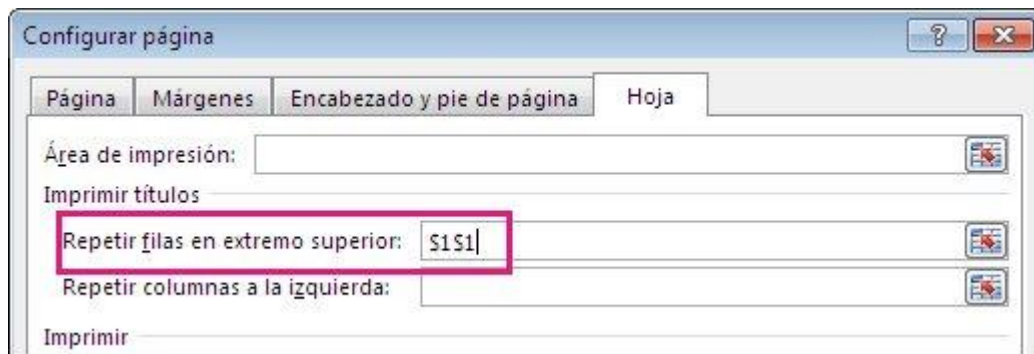 Configurar página
Página Márgenes Encabezado y pie de página Hoja
Área de impresión:
Imprimir títulos
Repetir filas en extremo superior: $1$1
Repetir columnas a la izquierda:
Imprimir